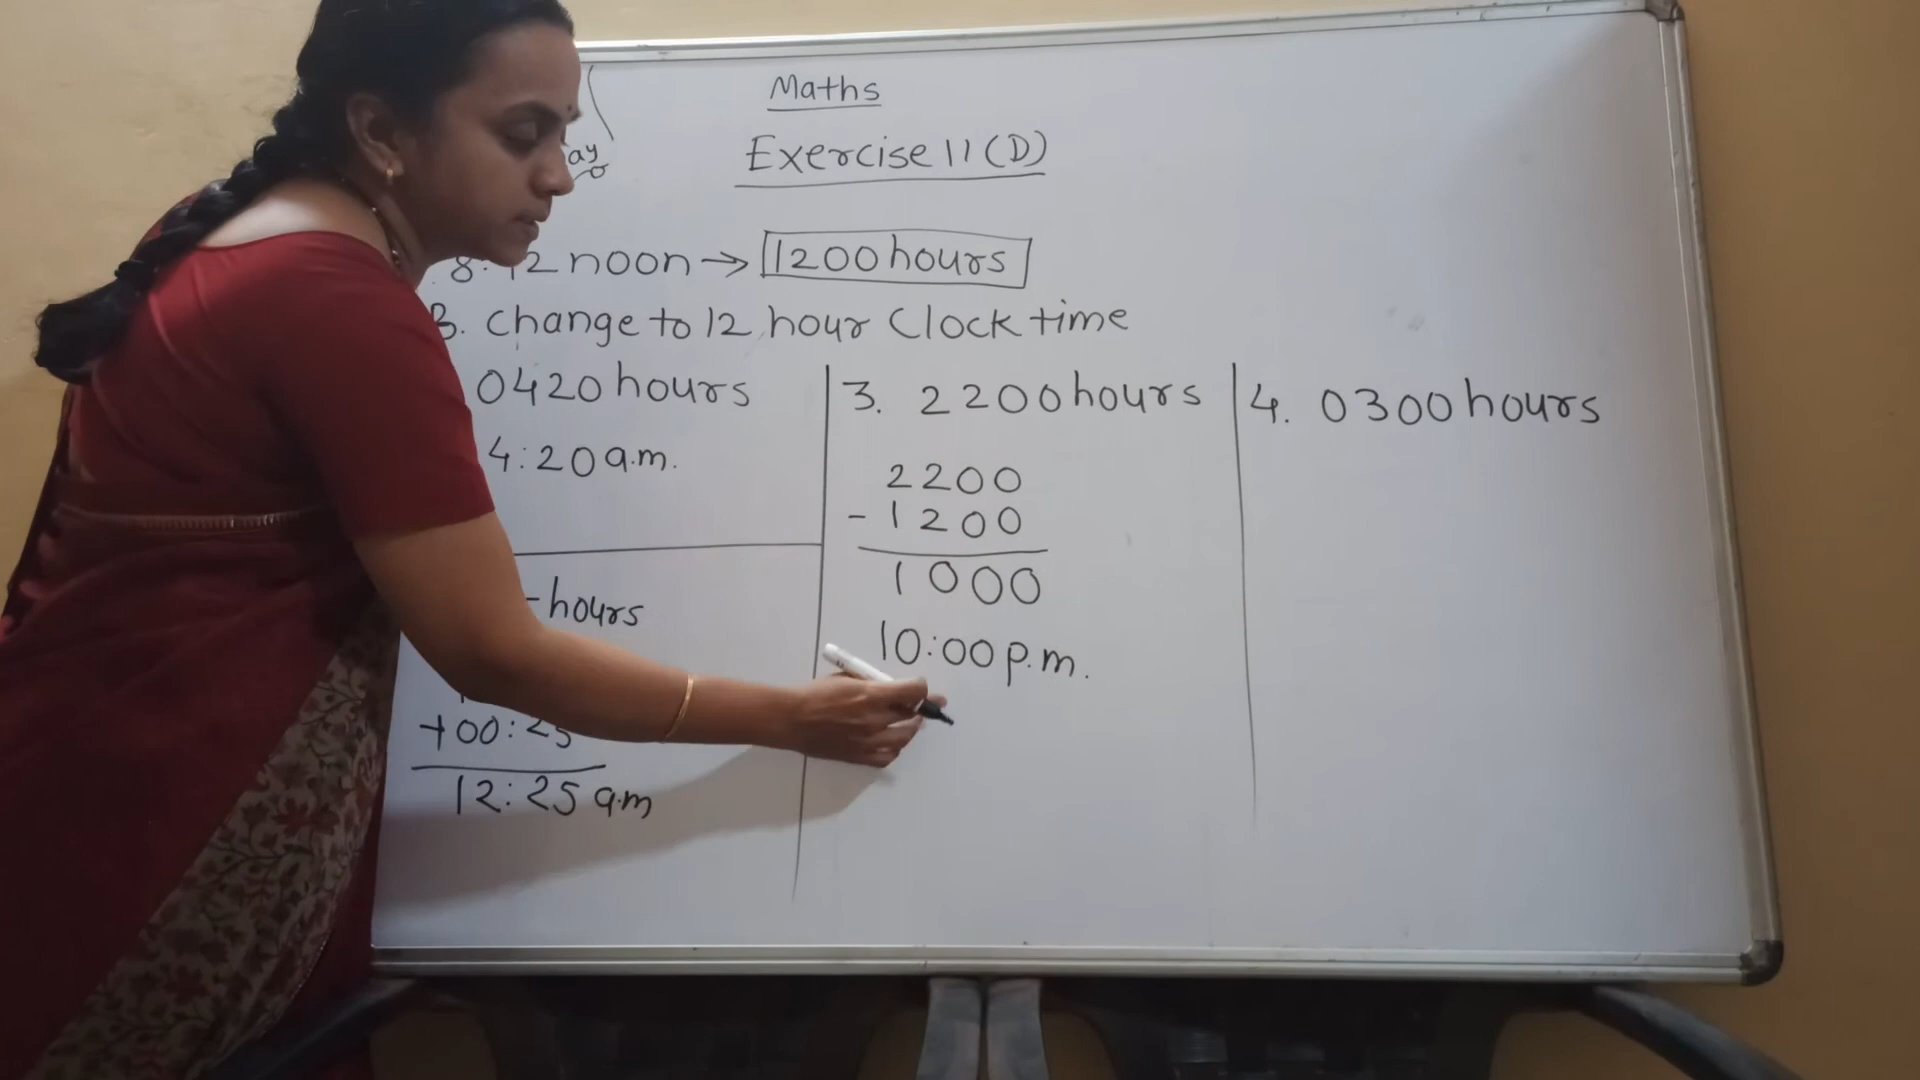 Maths
Exercise 11 (D)
ay
8. 12 noon → 1200 hours
B. Change to 12 hour Clock time
0420 hours
4:20 a.m.
hours
+ 00:25
12:25 a.m
3. 2200 hours
2200
- 1200
1000
10:00 p.m.
4. 0300 hours